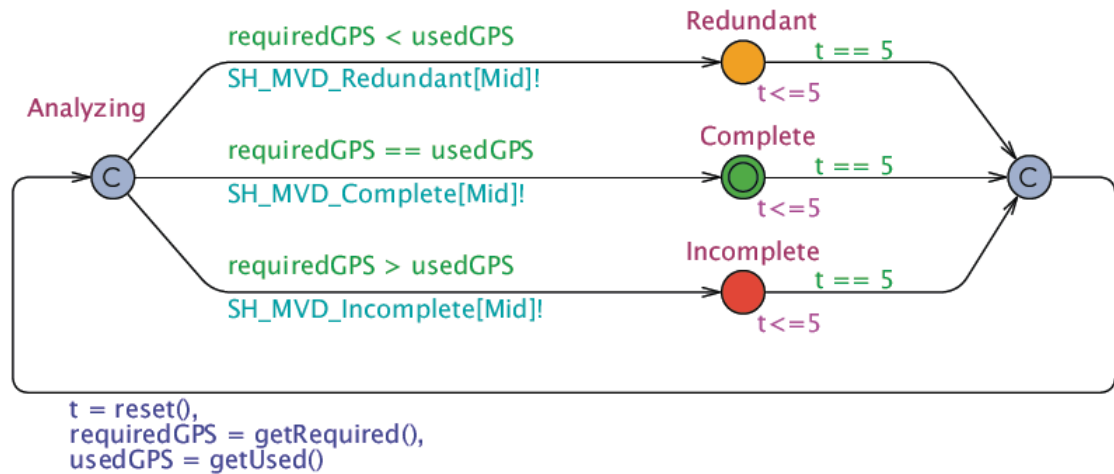 Redundant
requiredGPS < usedGPS
t == 5
SH_MVD_Redundant[Mid]!
t<=5
Analyzing
Complete
requiredGPS == usedGPS
t == 5
C
C
SH_MVD_Complete[Mid]!
t<=5
Incomplete
requiredGPS > usedGPS
t == 5
SH_MVD_Incomplete[Mid]!
t<=5
t = reset(),
requiredGPS = getRequired(),
usedGPS = getUsed()